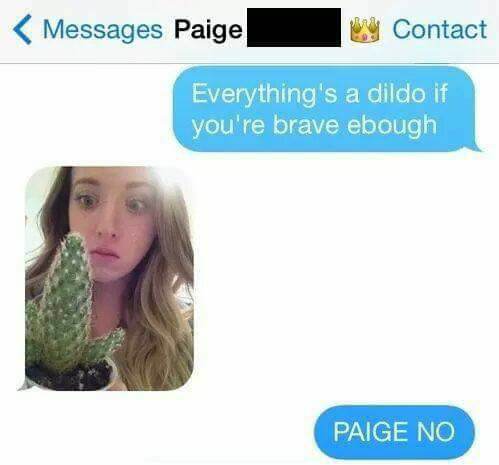 Messages Paige 👑 Contact
Everything's a dildo if
you're brave ebough
PAIGE NO